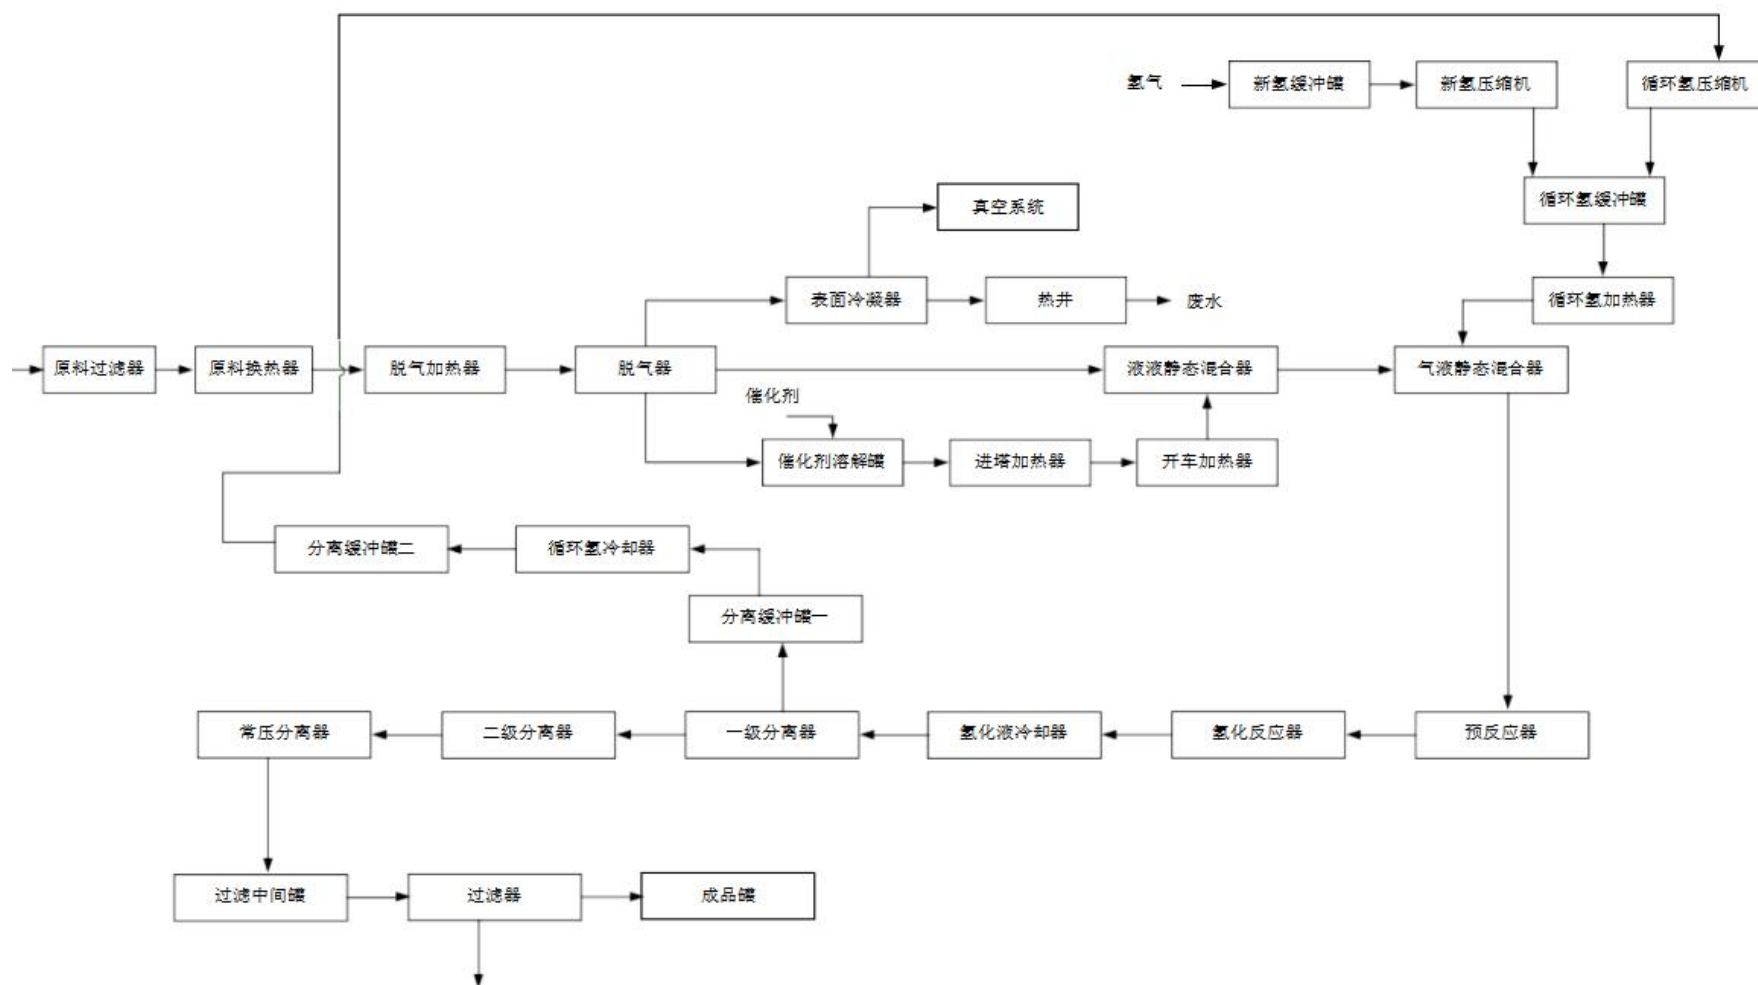 氢气
新氢缓冲罐
新氢压缩机
循环氢压缩机
真空系统
循环氢缓冲罐
表面冷凝器
热井
废水
循环氢加热器
原料过滤器
原料换热器
脱气加热器
脱气器
液液静态混合器
气液静态混合器
催化剂
催化剂溶解罐
进塔加热器
开车加热器
分离缓冲罐二
循环氢冷却器
分离缓冲罐一
常压分离器
二级分离器
一级分离器
氢化液冷却器
氢化反应器
预反应器
过滤中间罐
过滤器
成品罐